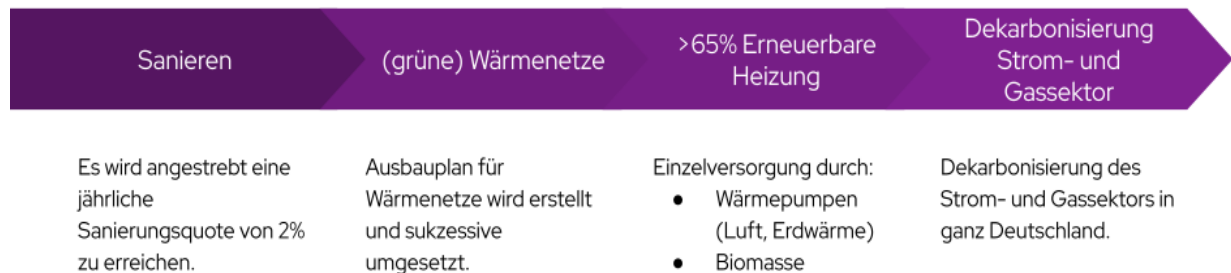 Sanieren
(grüne) Wärmenetze
>65% Erneuerbare
Heizung
Dekarbonisierung
Strom- und
Gassektor
Es wird angestrebt eine
jährliche
Sanierungsquote von 2%
zu erreichen.
Ausbauplan für
Wärmenetze wird erstellt
und sukzessive
umgesetzt.
Einzelversorgung durch:
● Wärmepumpen
(Luft, Erdwärme)
● Biomasse
Dekarbonisierung des
Strom- und Gassektors in
ganz Deutschland.